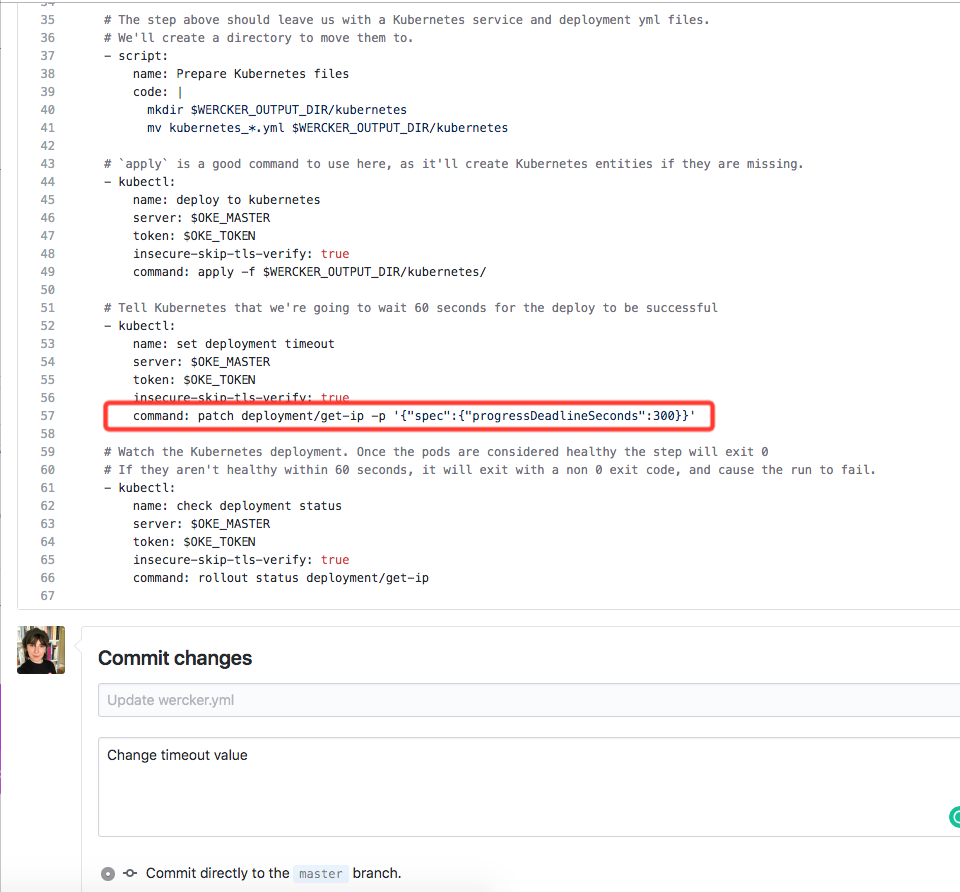 35 # The step above should leave us with a Kubernetes service and deployment yml files.
36 # We'll create a directory to move them to.
37 - script:
38 name: Prepare Kubernetes files
39 code: |
40 mkdir $WERCKER_OUTPUT_DIR/kubernetes
41 mv kubernetes_*.yml $WERCKER_OUTPUT_DIR/kubernetes
42
43 # `apply` is a good command to use here, as it'll create Kubernetes entities if they are missing.
44 - kubectl:
45 name: deploy to kubernetes
46 server: $OKE_MASTER
47 token: $OKE_TOKEN
48 insecure-skip-tls-verify: true
49 command: apply -f $WERCKER_OUTPUT_DIR/kubernetes/
50
51 # Tell Kubernetes that we're going to wait 60 seconds for the deploy to be successful
52 - kubectl:
53 name: set deployment timeout
54 server: $OKE_MASTER
55 token: $OKE_TOKEN
56 insecure-skip-tls-verify: true
57 command: patch deployment/get-ip -p '{"spec":{"progressDeadlineSeconds":300}}'
58
59 # Watch the Kubernetes deployment. Once the pods are considered healthy the step will exit 0
60 # If they aren't healthy within 60 seconds, it will exit with a non 0 exit code, and cause the run to fail.
61 - kubectl:
62 name: check deployment status
63 server: $OKE_MASTER
64 token: $OKE_TOKEN
65 insecure-skip-tls-verify: true
66 command: rollout status deployment/get-ip
67
Commit changes
Update wercker.yml
Change timeout value
Commit directly to the master branch.